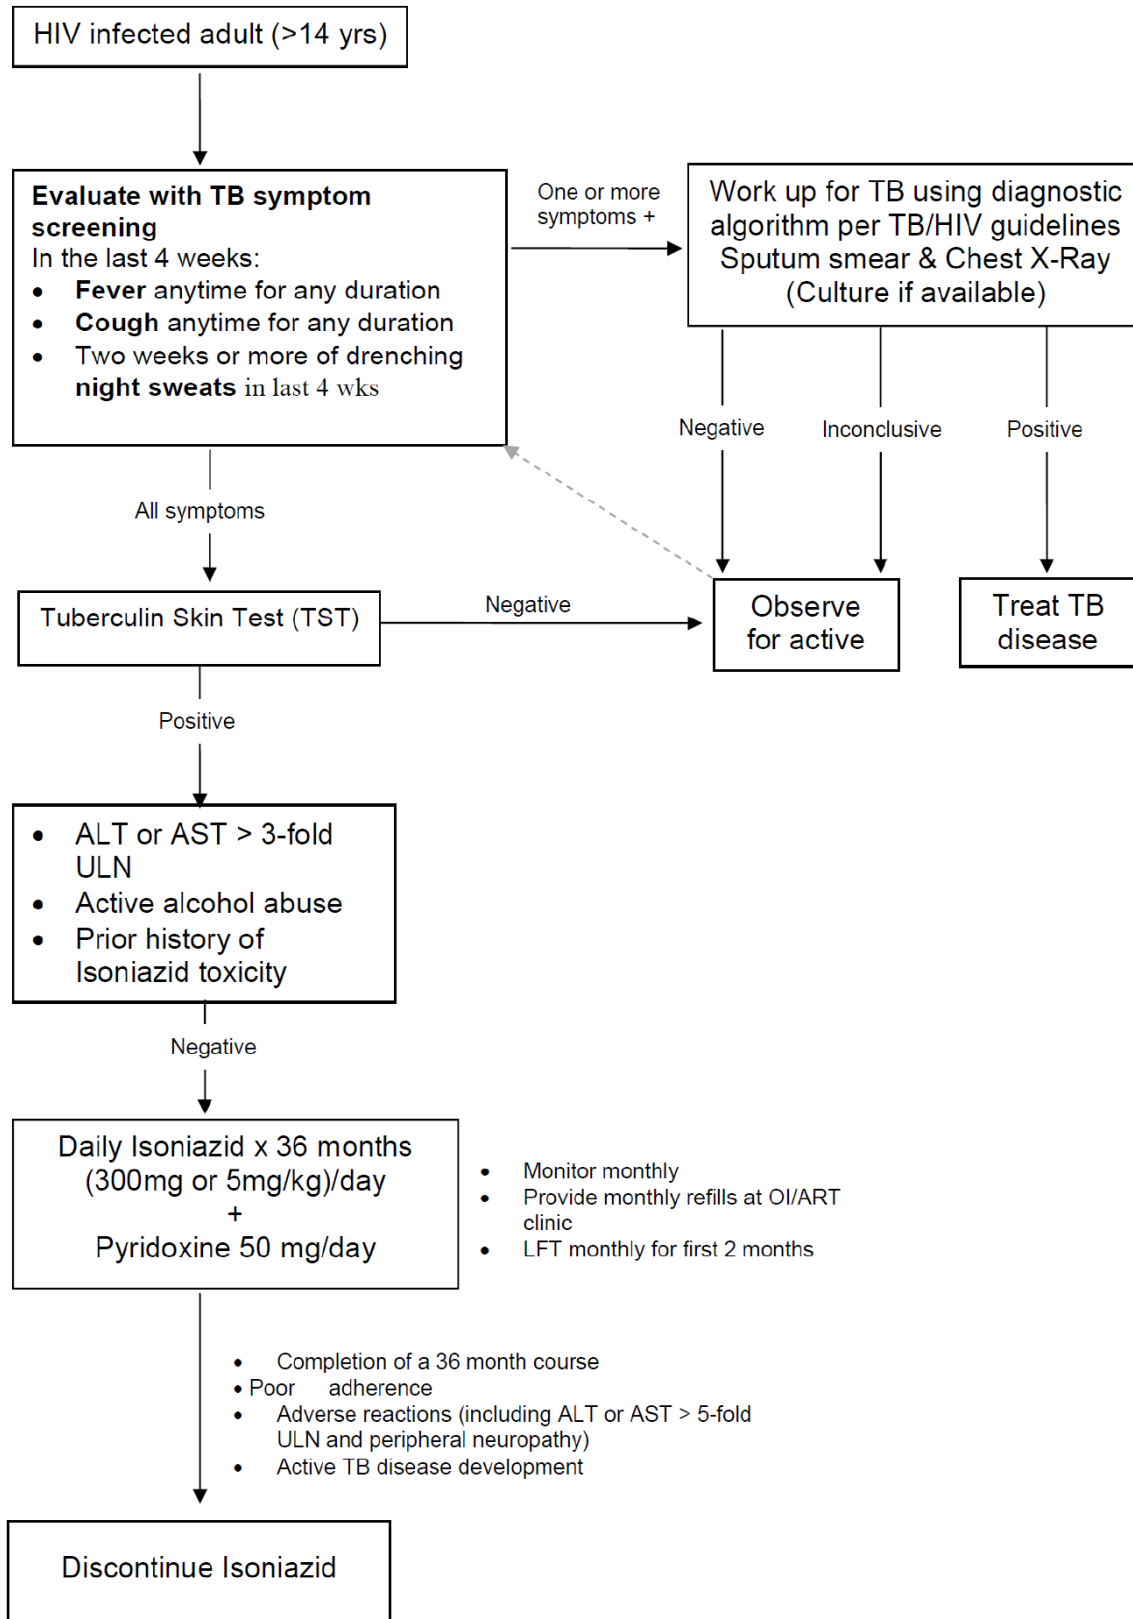 HIV infected adult (>14 yrs)
Evaluate with TB symptom
screening
In the last 4 weeks:
• Fever anytime for any duration
• Cough anytime for any duration
• Two weeks or more of drenching
night sweats in last 4 wks
One or more
symptoms +
Work up for TB using diagnostic
algorithm per TB/HIV guidelines
Sputum smear & Chest X-Ray
(Culture if available)
Negative
Inconclusive
Positive
All symptoms
Tuberculin Skin Test (TST)
Negative
Observe
for active
Treat TB
disease
Positive
• ALT or AST > 3-fold
ULN
• Active alcohol abuse
• Prior history of
Isoniazid toxicity
Negative
Daily Isoniazid x 36 months
(300mg or 5mg/kg)/day
+
Pyridoxine 50 mg/day
• Monitor monthly
• Provide monthly refills at OI/ART
clinic
• LFT monthly for first 2 months
• Completion of a 36 month course
• Poor adherence
• Adverse reactions (including ALT or AST > 5-fold
ULN and peripheral neuropathy)
• Active TB disease development
Discontinue Isoniazid